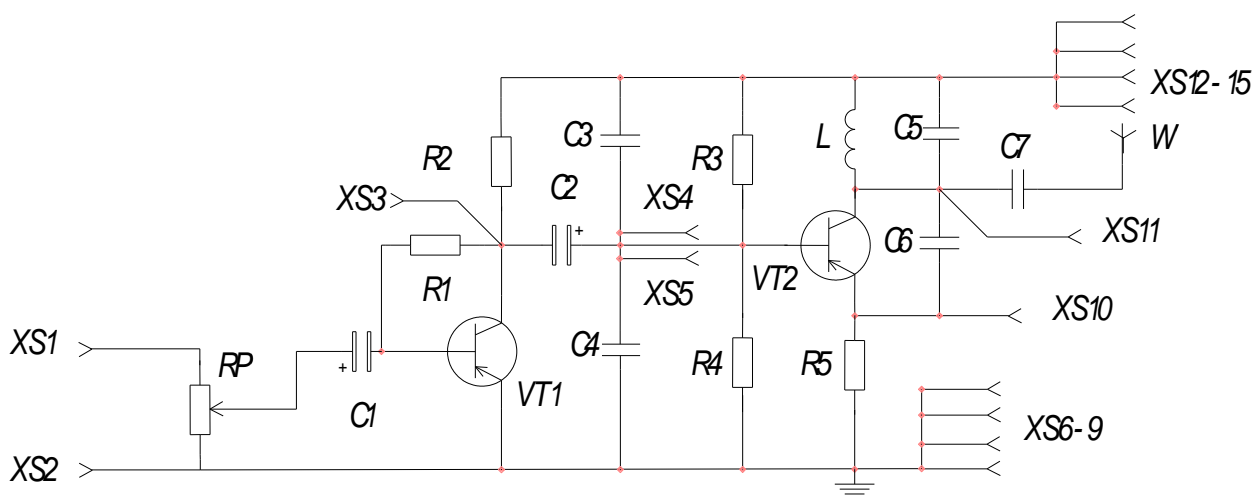 XS12-15
W
C7
C5
L
R3
C3
R2
C2
XS4
XS3
XS11
C6
VT2
XS5
R1
XS10
XS1
RP
C4
R4
R5
VT1
C1
XS6-9
XS2
+
+